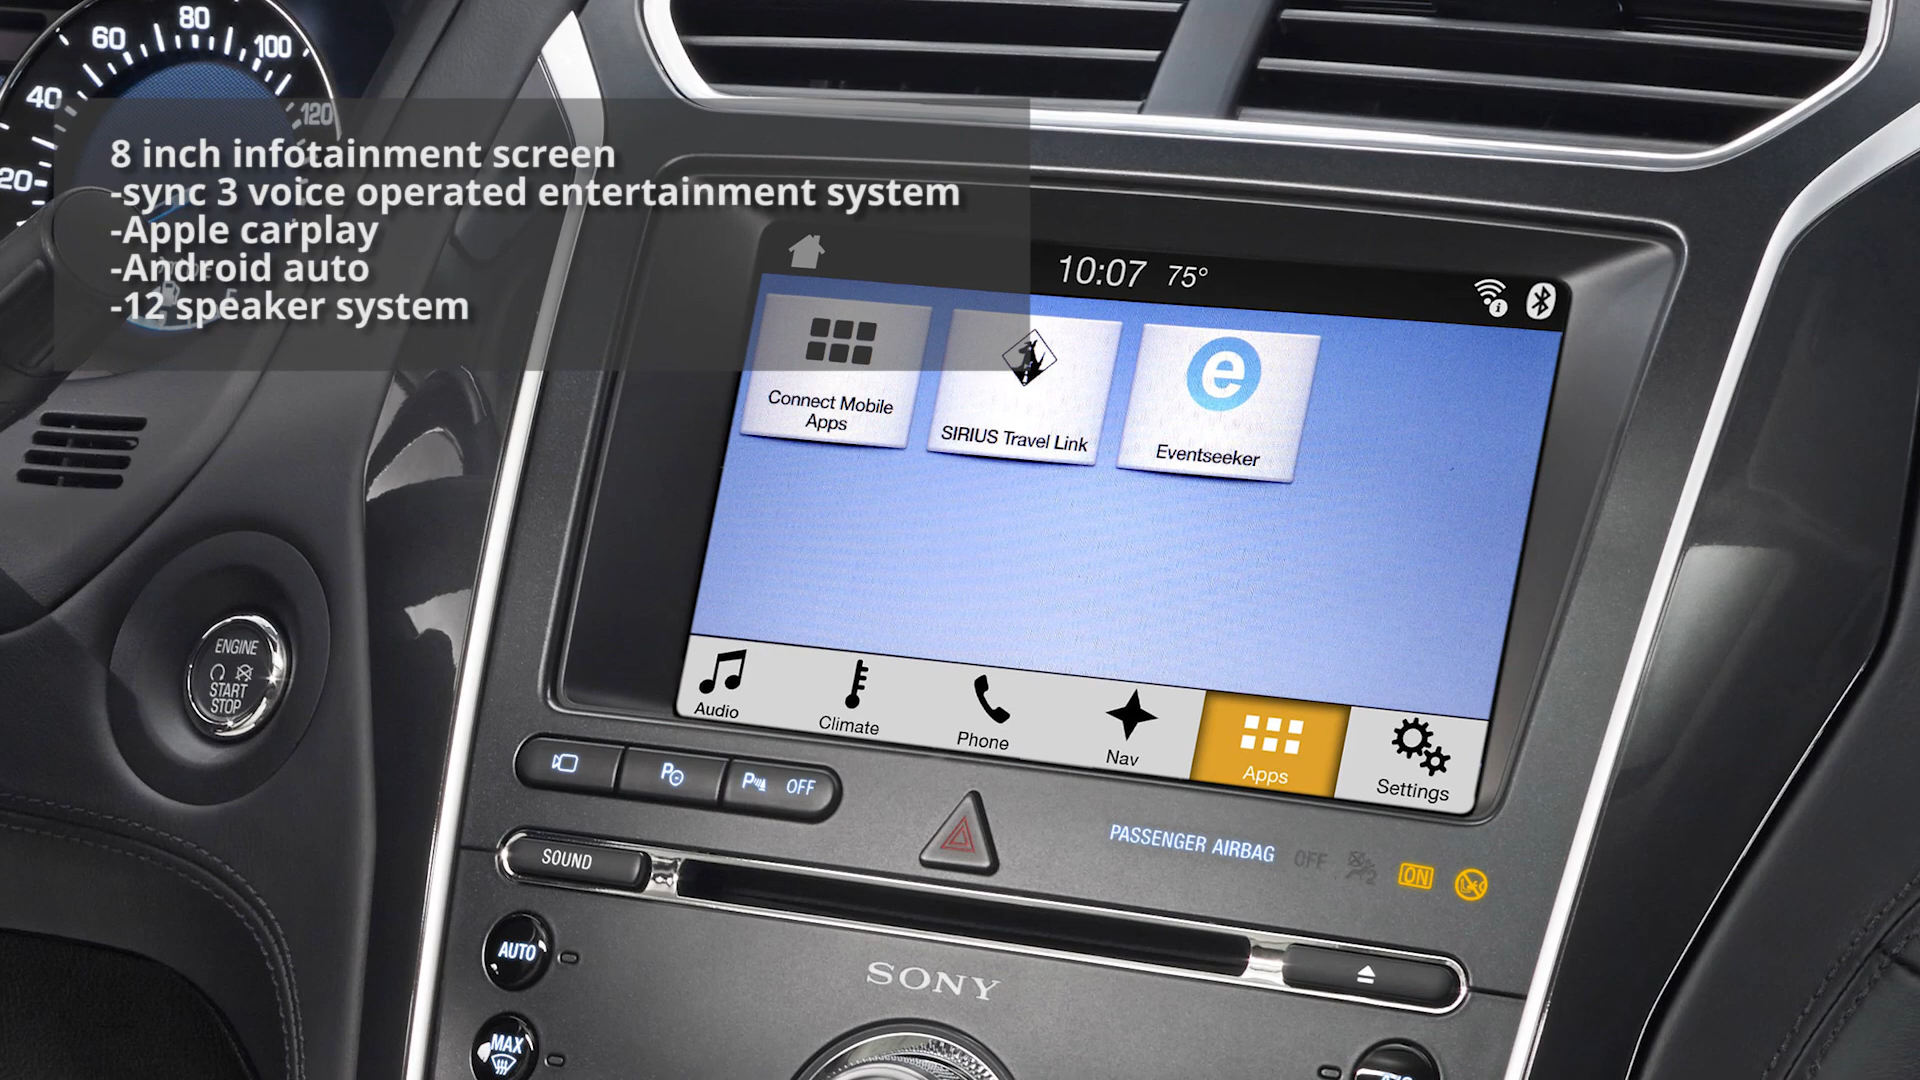 80
60
100
40
120
20
8 inch infotainment screen
-sync 3 voice operated entertainment system
-Apple carplay
-Android auto
-12 speaker system
10:07 75°
Connect Mobile
Apps
SIRIUS Travel Link
e
Eventseeker
ENGINE
START
STOP
Audio
Climate
Phone
Nav
Apps
Settings
P
P OFF
PASSENGER AIRBAG OFF ON
SOUND
AUTO
SONY
MAX